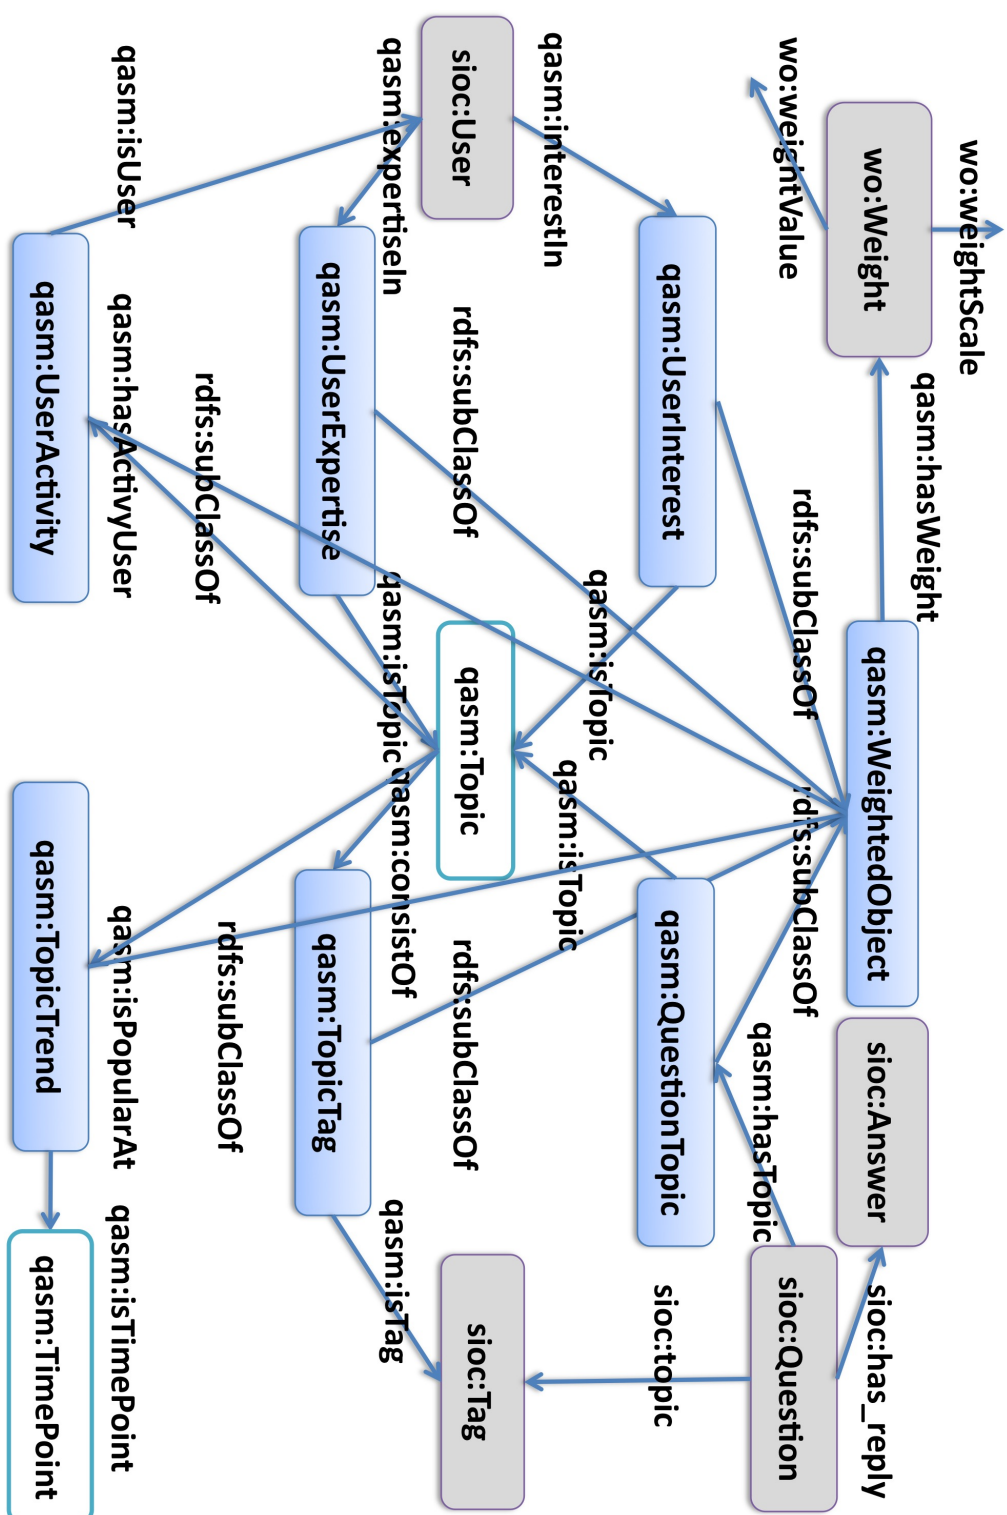 wo:weightScale
wo:Weight
wo:weightValue
qasm:hasWeight
qasm:WeightedObject
sioc:Answer
sioc:has_reply
qasm:interestIn
sioc:User
qasm:expertiseIn
qasm:isUser
qasm:UserInterest
rdfs:subClassOf
rdfs:subClassOf
qasm:hasTopic
sioc:Question
qasm:QuestionTopic
sioc:topic
qasm:isTopic
qasm:isTopic
rdfs:subClassOf
qasm:Topic
rdfs:subClassOf
sioc:Tag
qasm:UserExpertise
qasm:isTopic
qasm:consistOf
qasm:isTag
qasm:TopicTag
rdfs:subClassOf
rdfs:subClassOf
qasm:hasActivyUser
qasm:isPopularAt
qasm:isTimePoint
qasm:UserActivity
qasm:TopicTrend
qasm:TimePoint